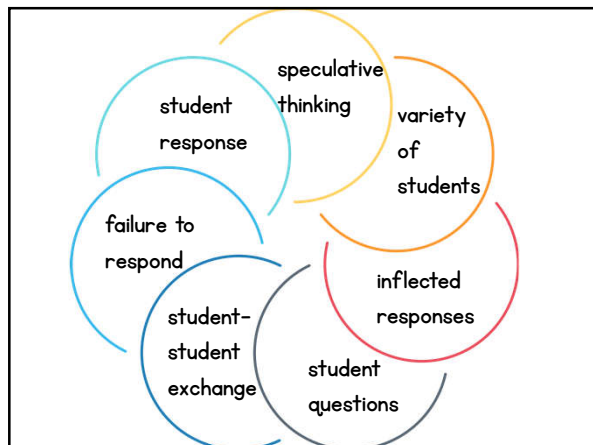 speculative
thinking
variety
of
students
inflected
responses
student
questions
student-
student
exchange
failure to
respond
student
response